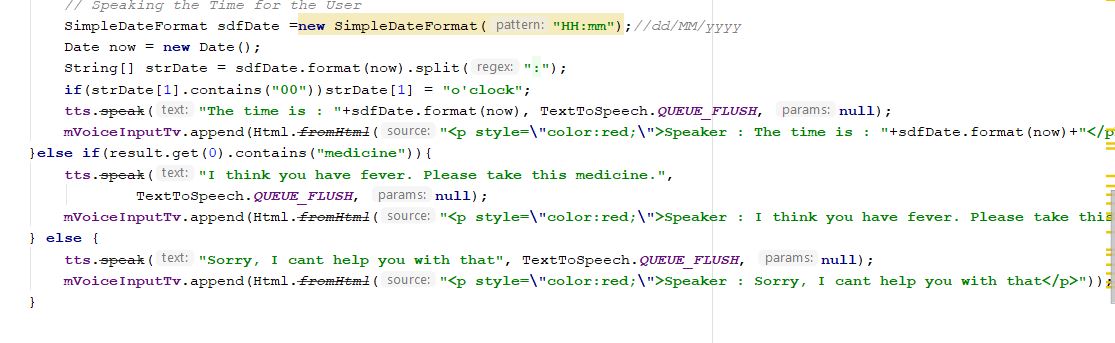 // Speaking the Time for the User
SimpleDateFormat sdfDate =new SimpleDateFormat( pattern: "HH:mm");//dd/MM/yyyy
Date now = new Date();
String[] strDate = sdfDate.format(now).split( regex: ":");
if(strDate[1].contains("00"))strDate[1] = "o'clock";
tts.speak( text: "The time is : "+sdfDate.format(now), TextToSpeech.QUEUE_FLUSH, params: null);
mVoiceInputTv.append(Html.fromHtml( source: "<p style=\"color:red;\">Speaker : The time is : "+sdfDate.format(now)+"</p
}else if(result.get(0).contains("medicine")){
tts.speak( text: "I think you have fever. Please take this medicine.",
TextToSpeech.QUEUE_FLUSH, params: null);
mVoiceInputTv.append(Html.fromHtml( source: "<p style=\"color:red;\">Speaker : I think you have fever. Please take thi
} else {
tts.speak( text: "Sorry, I cant help you with that", TextToSpeech.QUEUE_FLUSH, params: null);
mVoiceInputTv.append(Html.fromHtml( source: "<p style=\"color:red;\">Speaker : Sorry, I cant help you with that</p>"));
}